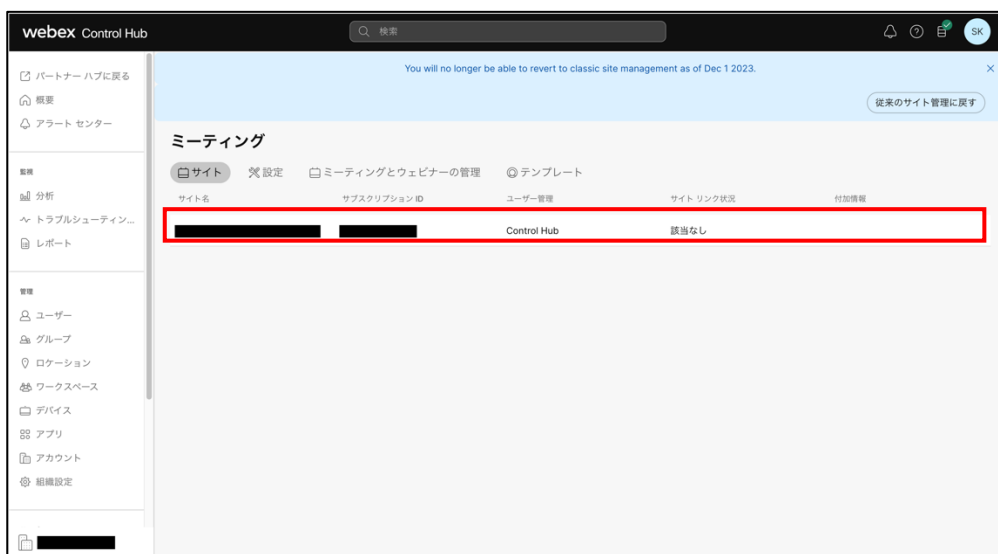 webex Control Hub
検索
SK
パートナー ハブに戻る
概要
アラート センター
監視
分析
トラブルシューティン...
レポート
管理
ユーザー
グループ
ロケーション
ワークスペース
デバイス
アプリ
アカウント
組織設定
You will no longer be able to revert to classic site management as of Dec 1 2023.
従来のサイト管理に戻す
ミーティング
サイト 設定 ミーティングとウェビナーの管理 テンプレート
サイト名 サブスクリプション ID ユーザー管理 サイト リンク状況 付加情報
Control Hub 該当なし